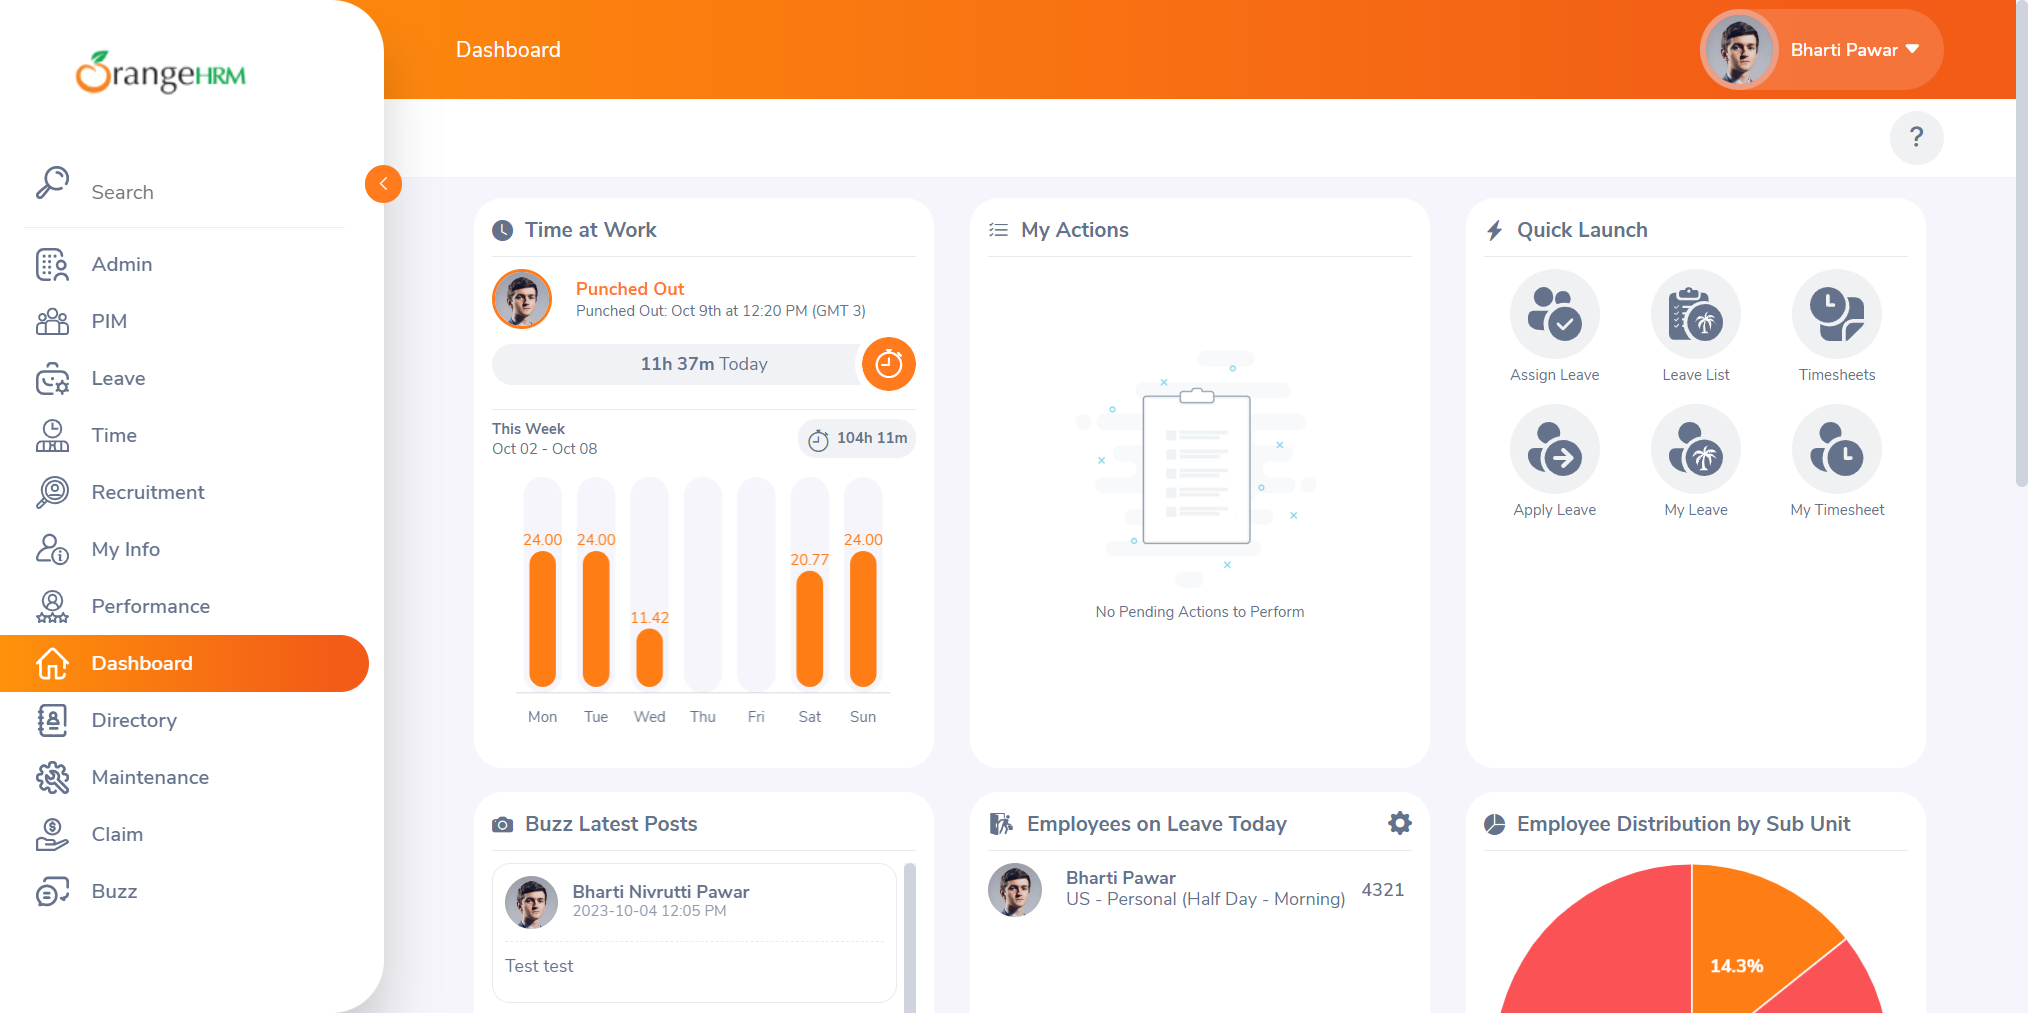 OrangeHRM
Dashboard
Bharti Pawar
?
Search
Admin
PIM
Leave
Time
Recruitment
My Info
Performance
Dashboard
Directory
Maintenance
Claim
Buzz
Time at Work
Punched Out
Punched Out: Oct 9th at 12:20 PM (GMT 3)
11h 37m Today
This Week
Oct 02 - Oct 08
104h 11m
24.00 24.00 11.42 20.77 24.00
Mon Tue Wed Thu Fri Sat Sun
My Actions
No Pending Actions to Perform
Quick Launch
Assign Leave Leave List Timesheets
Apply Leave My Leave My Timesheet
Buzz Latest Posts
Bharti Nivrutti Pawar
2023-10-04 12:05 PM
Test test
Employees on Leave Today
Bharti Pawar
US - Personal (Half Day - Morning)
4321
Employee Distribution by Sub Unit
14.3%